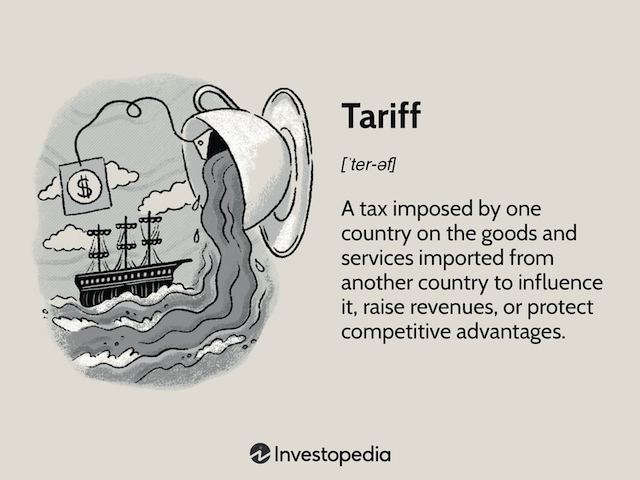 $
Tariff
[ˈter-əf]
A tax imposed by one
country on the goods and
services imported from
another country to influence
it, raise revenues, or protect
competitive advantages.
Investopedia